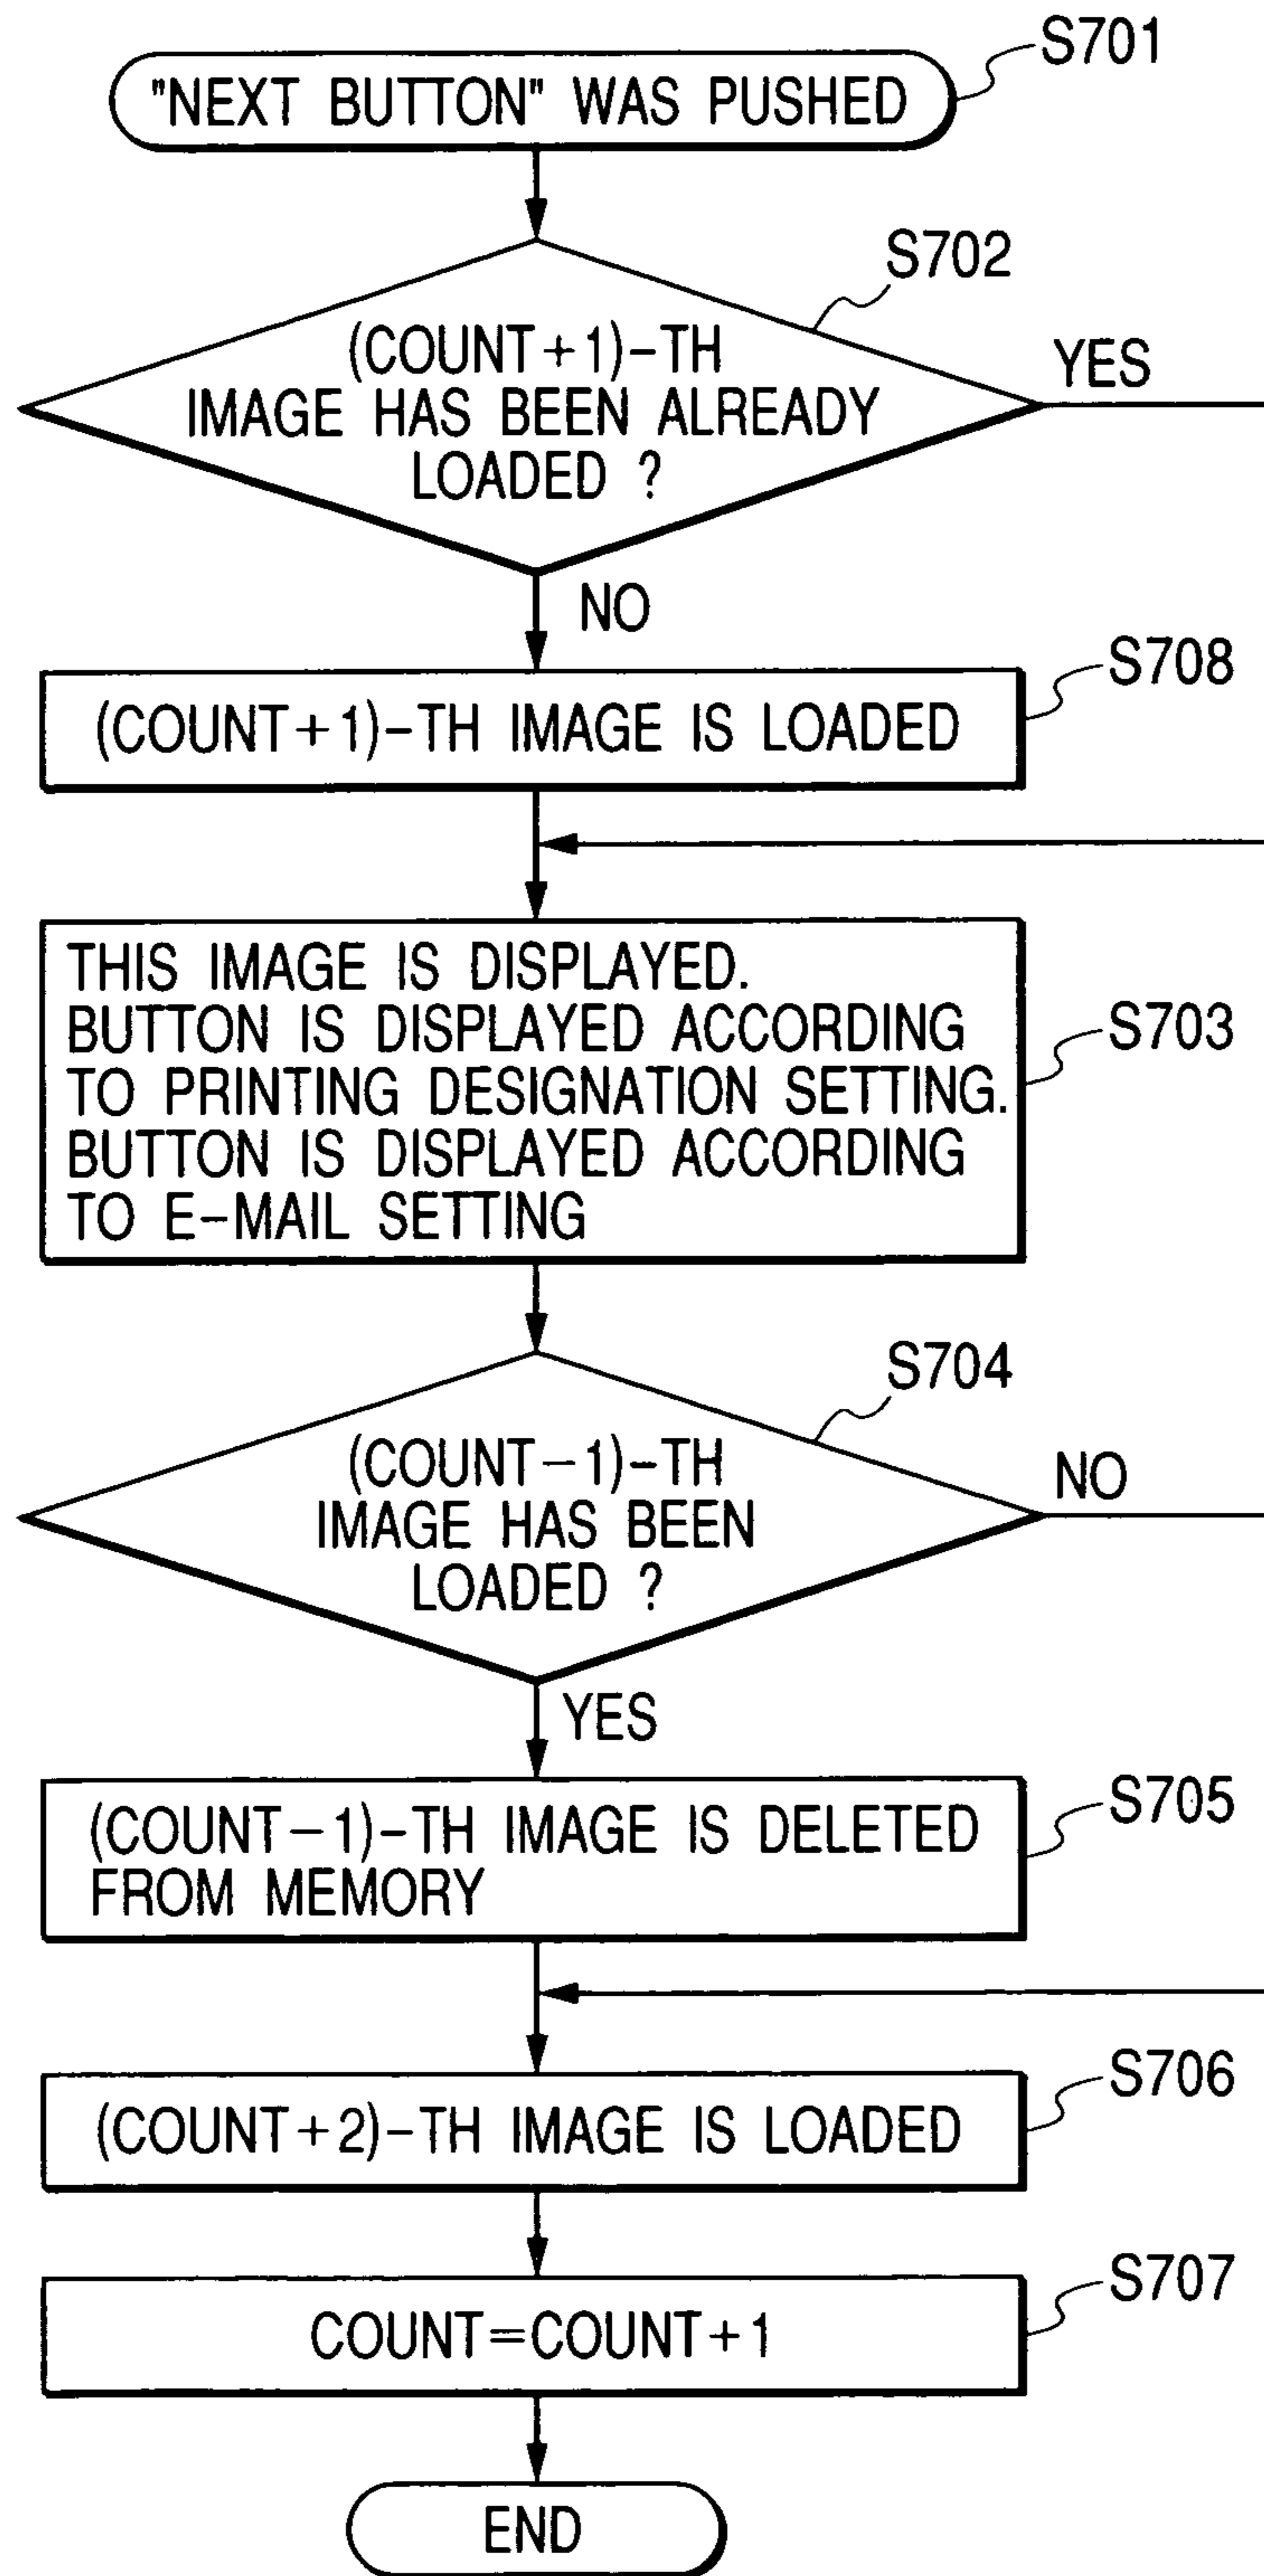 S701
"NEXT BUTTON" WAS PUSHED
S702
(COUNT+1)-TH
IMAGE HAS BEEN ALREADY
LOADED ?
YES
NO
S708
(COUNT+1)-TH IMAGE IS LOADED
THIS IMAGE IS DISPLAYED.
BUTTON IS DISPLAYED ACCORDING
TO PRINTING DESIGNATION SETTING.
BUTTON IS DISPLAYED ACCORDING
TO E-MAIL SETTING
S703
S704
(COUNT-1)-TH
IMAGE HAS BEEN
LOADED ?
NO
YES
S705
(COUNT-1)-TH IMAGE IS DELETED
FROM MEMORY
S706
(COUNT+2)-TH IMAGE IS LOADED
S707
COUNT=COUNT+1
END